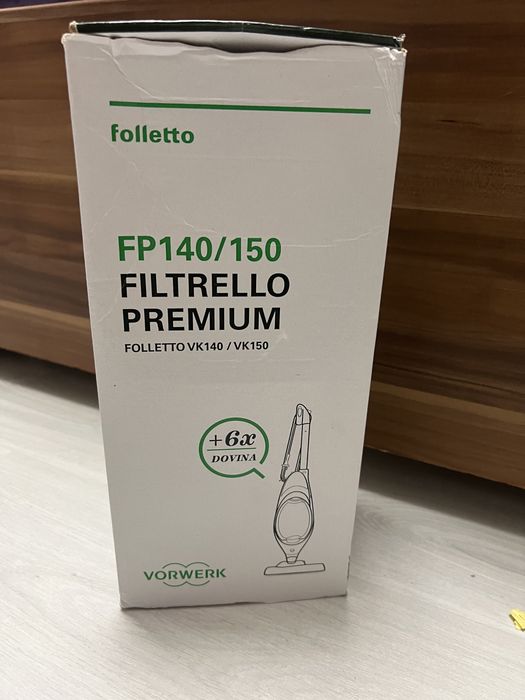 folletto
FP140/150
FILTRELLO
PREMIUM
FOLLETTO VK140 / VK150
+6x
DOVINA
VORWERK